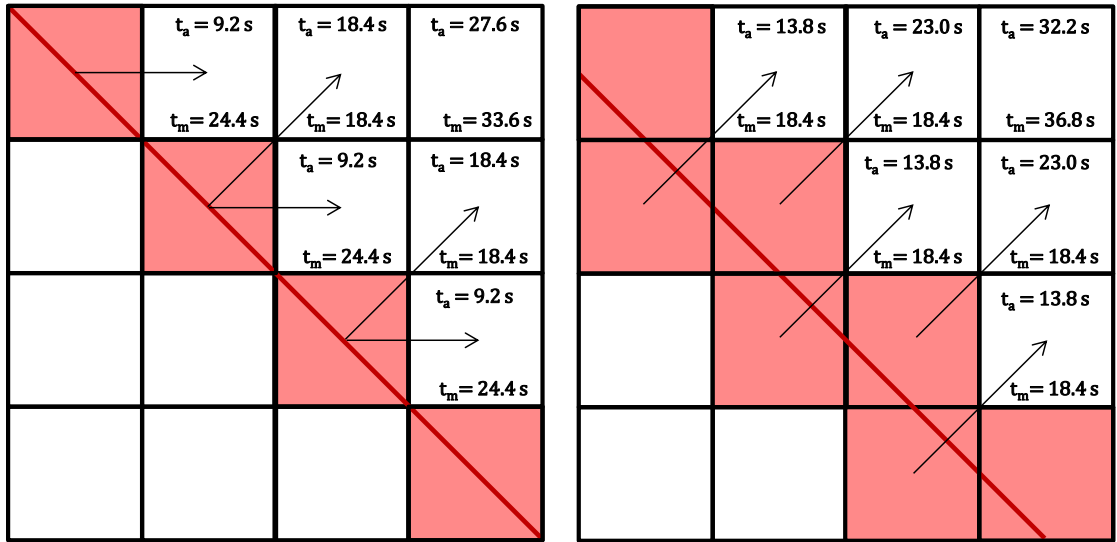 tₐ = 9.2 s tₐ = 18.4 s tₐ = 27.6 s
tₘ = 24.4 s tₘ = 18.4 s tₘ = 33.6 s
tₐ = 9.2 s tₐ = 18.4 s
tₘ = 24.4 s tₘ = 18.4 s
tₐ = 9.2 s
tₘ = 24.4 s
tₐ = 13.8 s tₐ = 23.0 s tₐ = 32.2 s
tₘ = 18.4 s tₘ = 18.4 s tₘ = 36.8 s
tₐ = 13.8 s tₐ = 23.0 s
tₘ = 18.4 s tₘ = 18.4 s
tₐ = 13.8 s
tₘ = 18.4 s